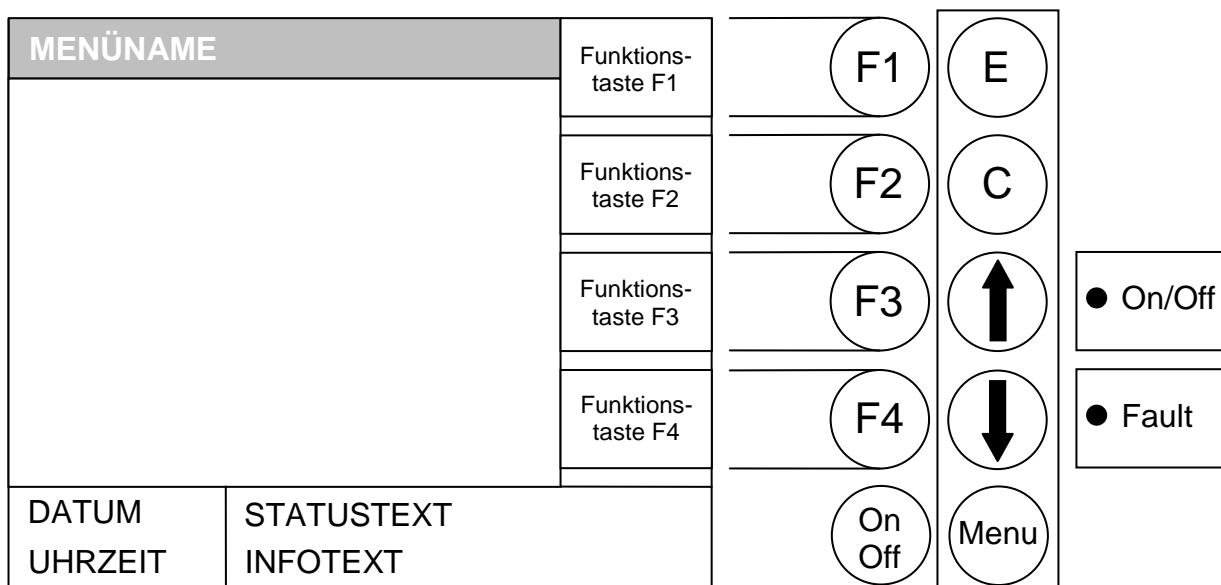 MENÜNAME
Funktions-
taste F1
F1
E
Funktions-
taste F2
F2
C
Funktions-
taste F3
F3
On/Off
Funktions-
taste F4
F4
Fault
DATUM
UHRZEIT
STATUSTEXT
INFOTEXT
On
Off
Menu